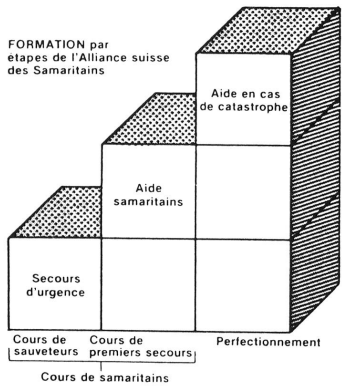 FORMATION par
étapes de l'Alliance suisse
des Samaritains
Aide en cas
de catastrophe
Aide
samaritains
Secours
d'urgence
Cours de
sauveteurs
Cours de
premiers secours
Perfectionnement
Cours de samaritains